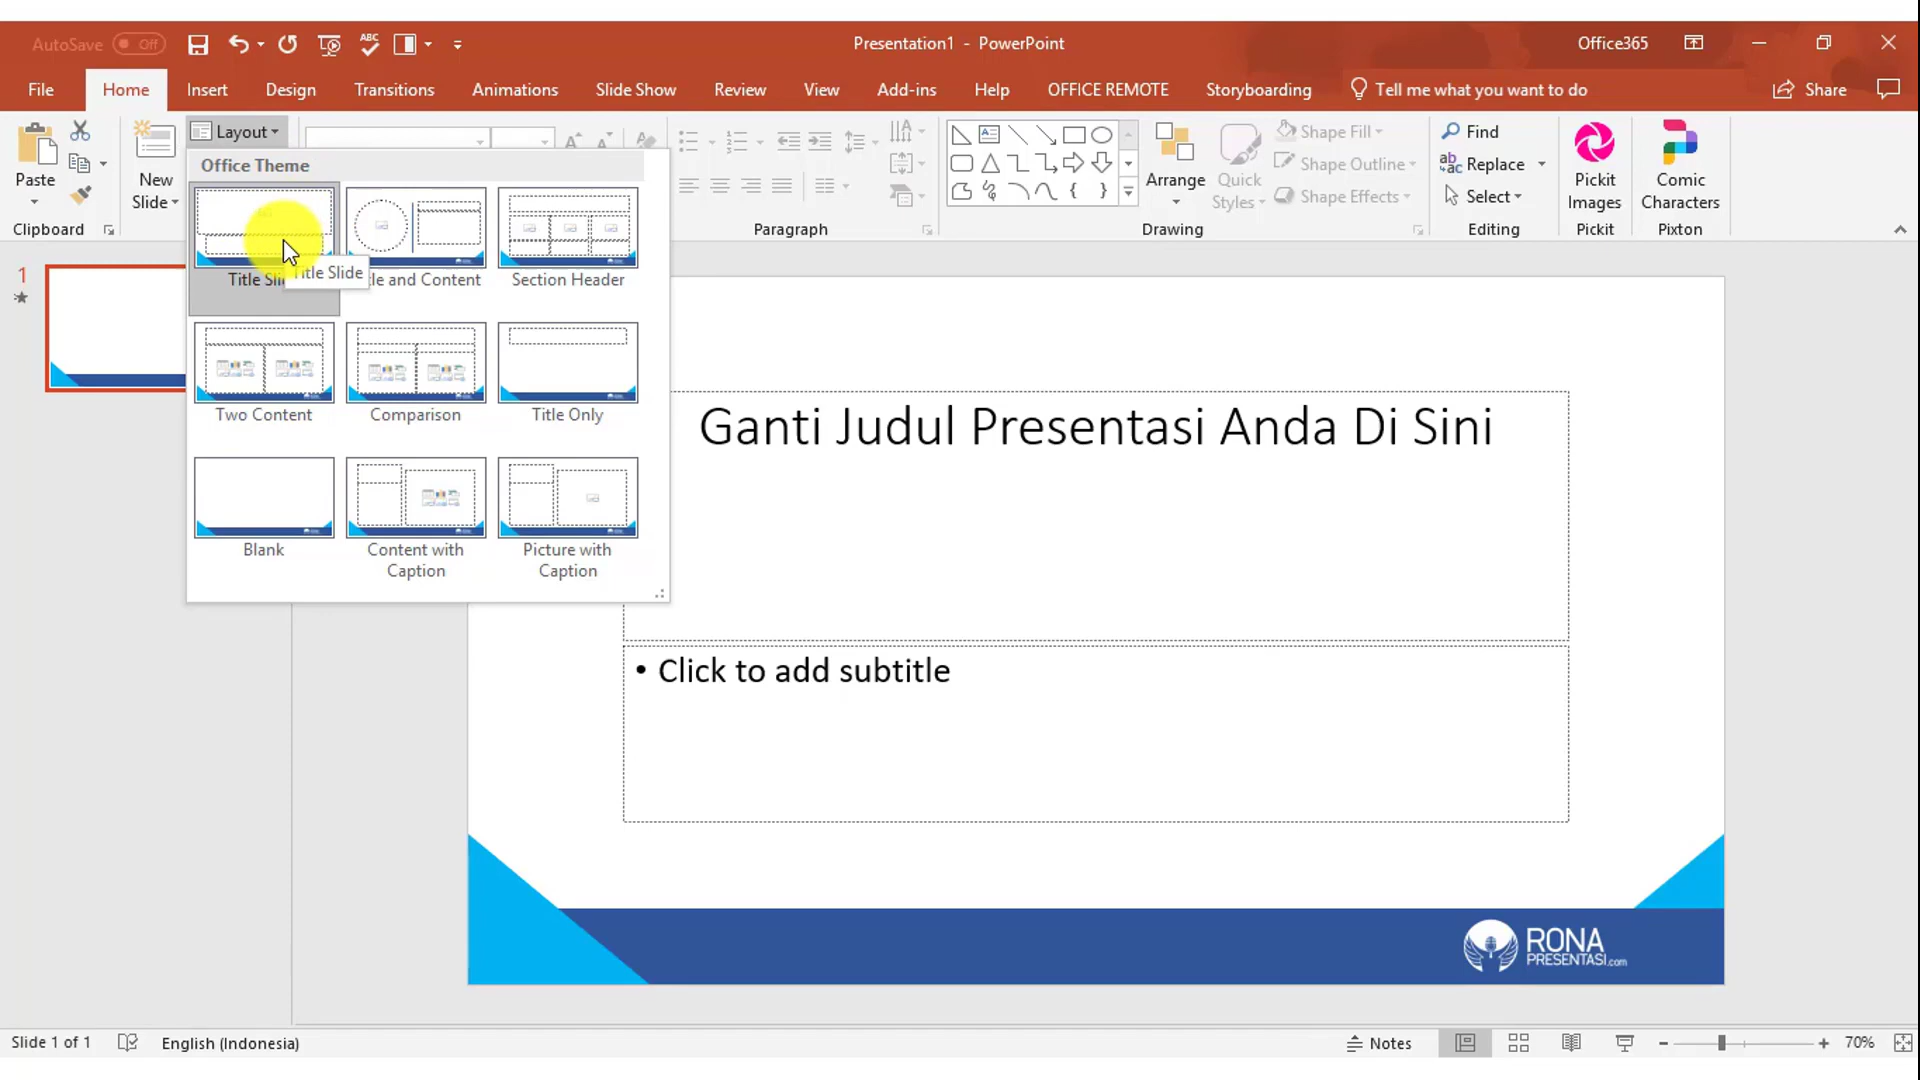 AutoSave Off
Presentation1 - PowerPoint
Office365
File Home Insert Design Transitions Animations Slide Show Review View Add-ins Help OFFICE REMOTE Storyboarding Tell me what you want to do Share
Paste
Clipboard
New
Slide
Layout
Paragraph
Arrange
Quick
Styles
Shape Fill
Shape Outline
Shape Effects
Drawing
Find
Replace
Select
Editing
Pickit
Images
Pickit
Comic
Characters
Pixton
Office Theme
Title Slide
and Content
Section Header
Title Slide
Two Content
Comparison
Title Only
Blank
Content with
Caption
Picture with
Caption
1
Ganti Judul Presentasi Anda Di Sini
• Click to add subtitle
RONA
PRESENTASI.com
Slide 1 of 1
English (Indonesia)
Notes
70%